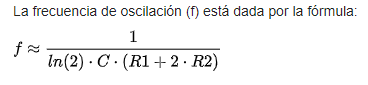 La frecuencia de oscilación (f) está dada por la fórmula:
f ≈ 1 / ln(2) · C · (R1 + 2 · R2)